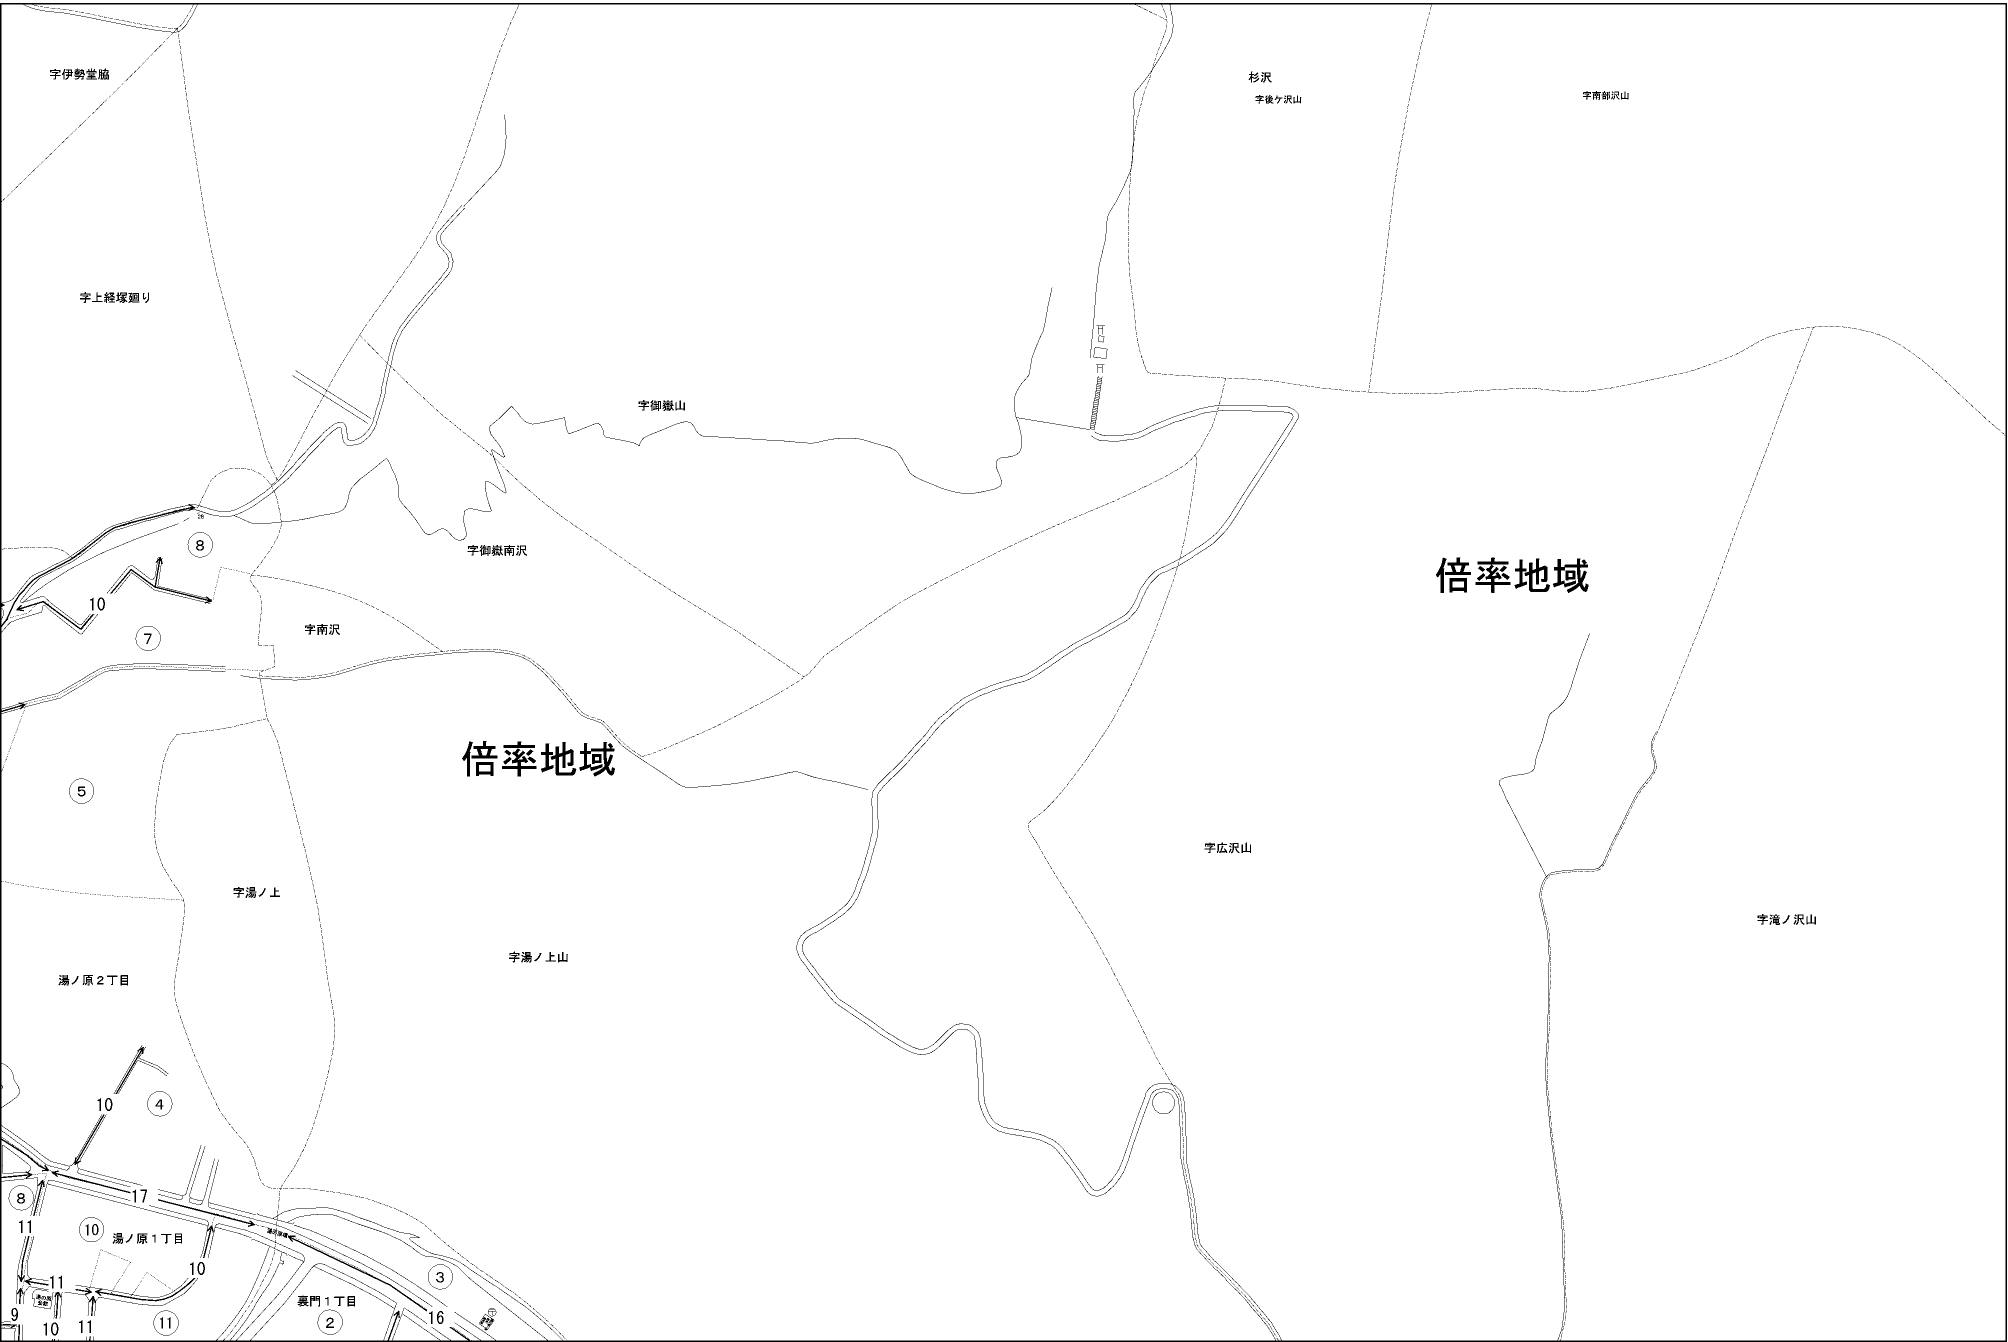 字伊勢堂脇
杉沢
字後ケ沢山
字南部沢山
字上経塚廻り
字御嶽山
28
8
字御嶽南沢
倍率地域
10
7
字南沢
倍率地域
5
字広沢山
字湯ノ上
字滝ノ沢山
字湯ノ上山
湯ノ原２丁目
10
4
17
8
11
10
湯ノ原１丁目
10
3
11
裏門１丁目
9
10
11
11
2
16